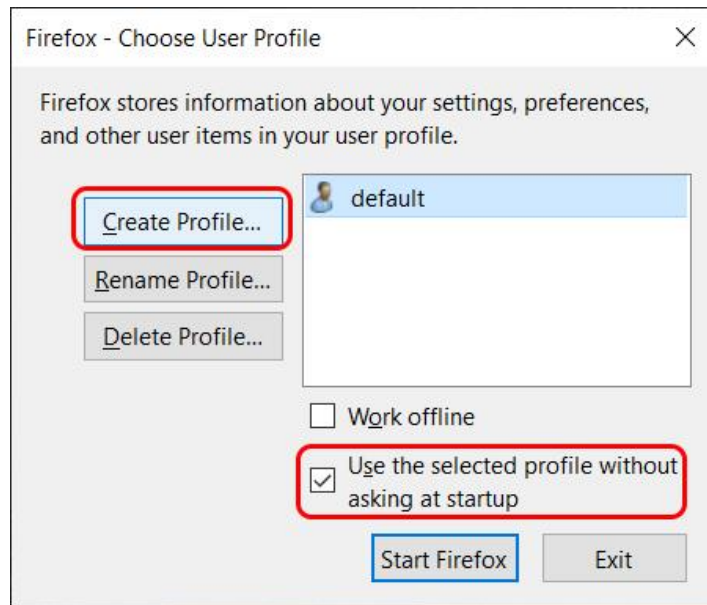 Firefox - Choose User Profile
Firefox stores information about your settings, preferences,
and other user items in your user profile.
Create Profile...
Rename Profile...
Delete Profile...
default
Work offline
Use the selected profile without
asking at startup
Start Firefox
Exit